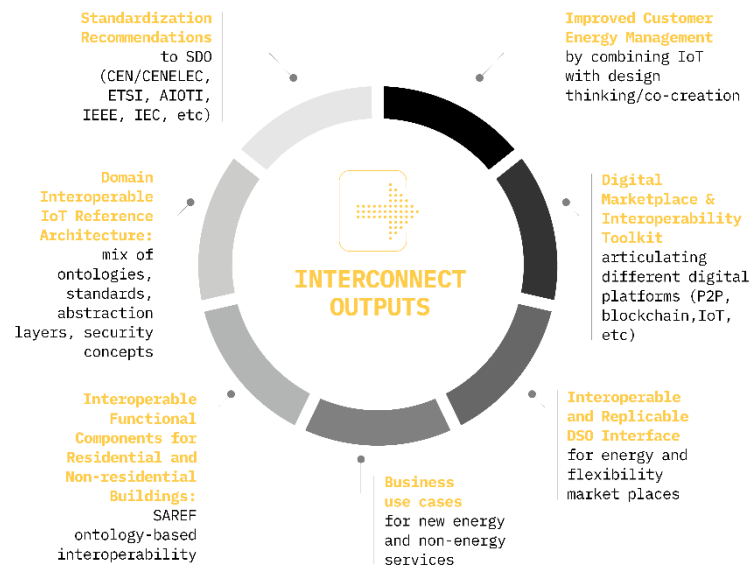 Standardization
Recommendations
to SDO
(CEN/CENELEC,
ETSI, AIOTI,
IEEE, IEC, etc)
Improved Customer
Energy Management
by combining IoT
with design
thinking/co-creation
Domain
Interoperable
IoT Reference
Architecture:
mix of
ontologies,
standards,
abstraction
layers, security
concepts
INTERCONNECT
OUTPUTS
Digital
Marketplace &
Interoperability
Toolkit
articulating
different digital
platforms (P2P,
blockchain,IoT,
etc)
Interoperable
Functional
Components for
Residential and
Non-residential
Buildings:
SAREF
ontology-based
interoperability
Business
use cases
for new energy
and non-energy
services
Interoperable
and Replicable
DSO Interface
for energy and
flexibility
market places